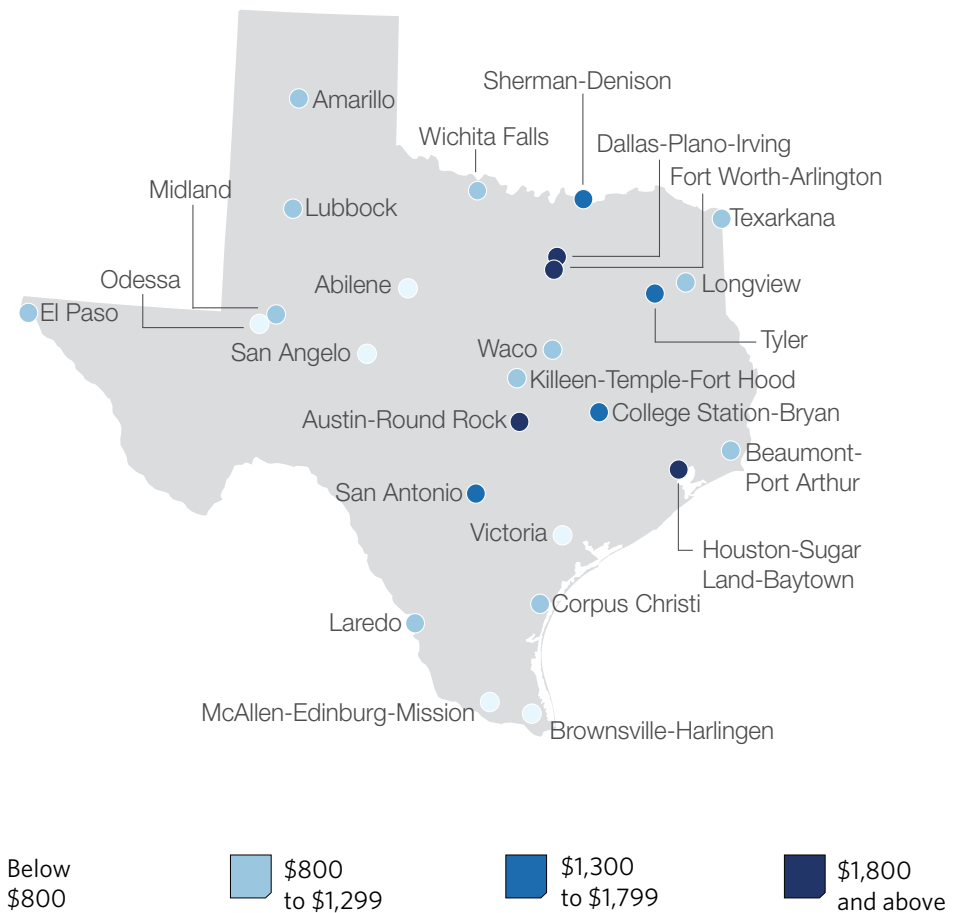 Sherman-Denison
Amarillo
Wichita Falls
Dallas-Plano-Irving
Fort Worth-Arlington
Midland
Lubbock
Texarkana
Odessa
Abilene
Longview
El Paso
Tyler
San Angelo
Waco
Killeen-Temple-Fort Hood
Austin-Round Rock
College Station-Bryan
Beaumont-
Port Arthur
San Antonio
Victoria
Houston-Sugar
Land-Baytown
Corpus Christi
Laredo
McAllen-Edinburg-Mission
Brownsville-Harlingen
Below
$800
$800
to $1,299
$1,300
to $1,799
$1,800
and above